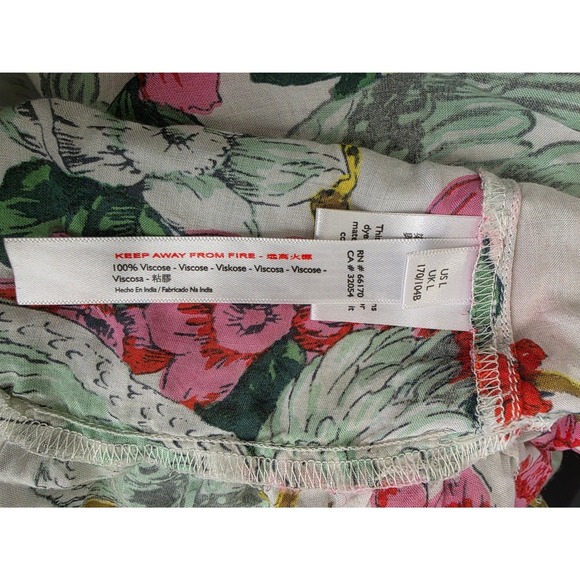 KEEP AWAY FROM FIRE - 远离火源
100% Viscose - Viscose - Viskose - Viscosa - Viscose -
Viscosa - 粘膠
Hecho En India / Fabricado Na India
US L
UK L
170/104B
RN # 66170
CA # 32054